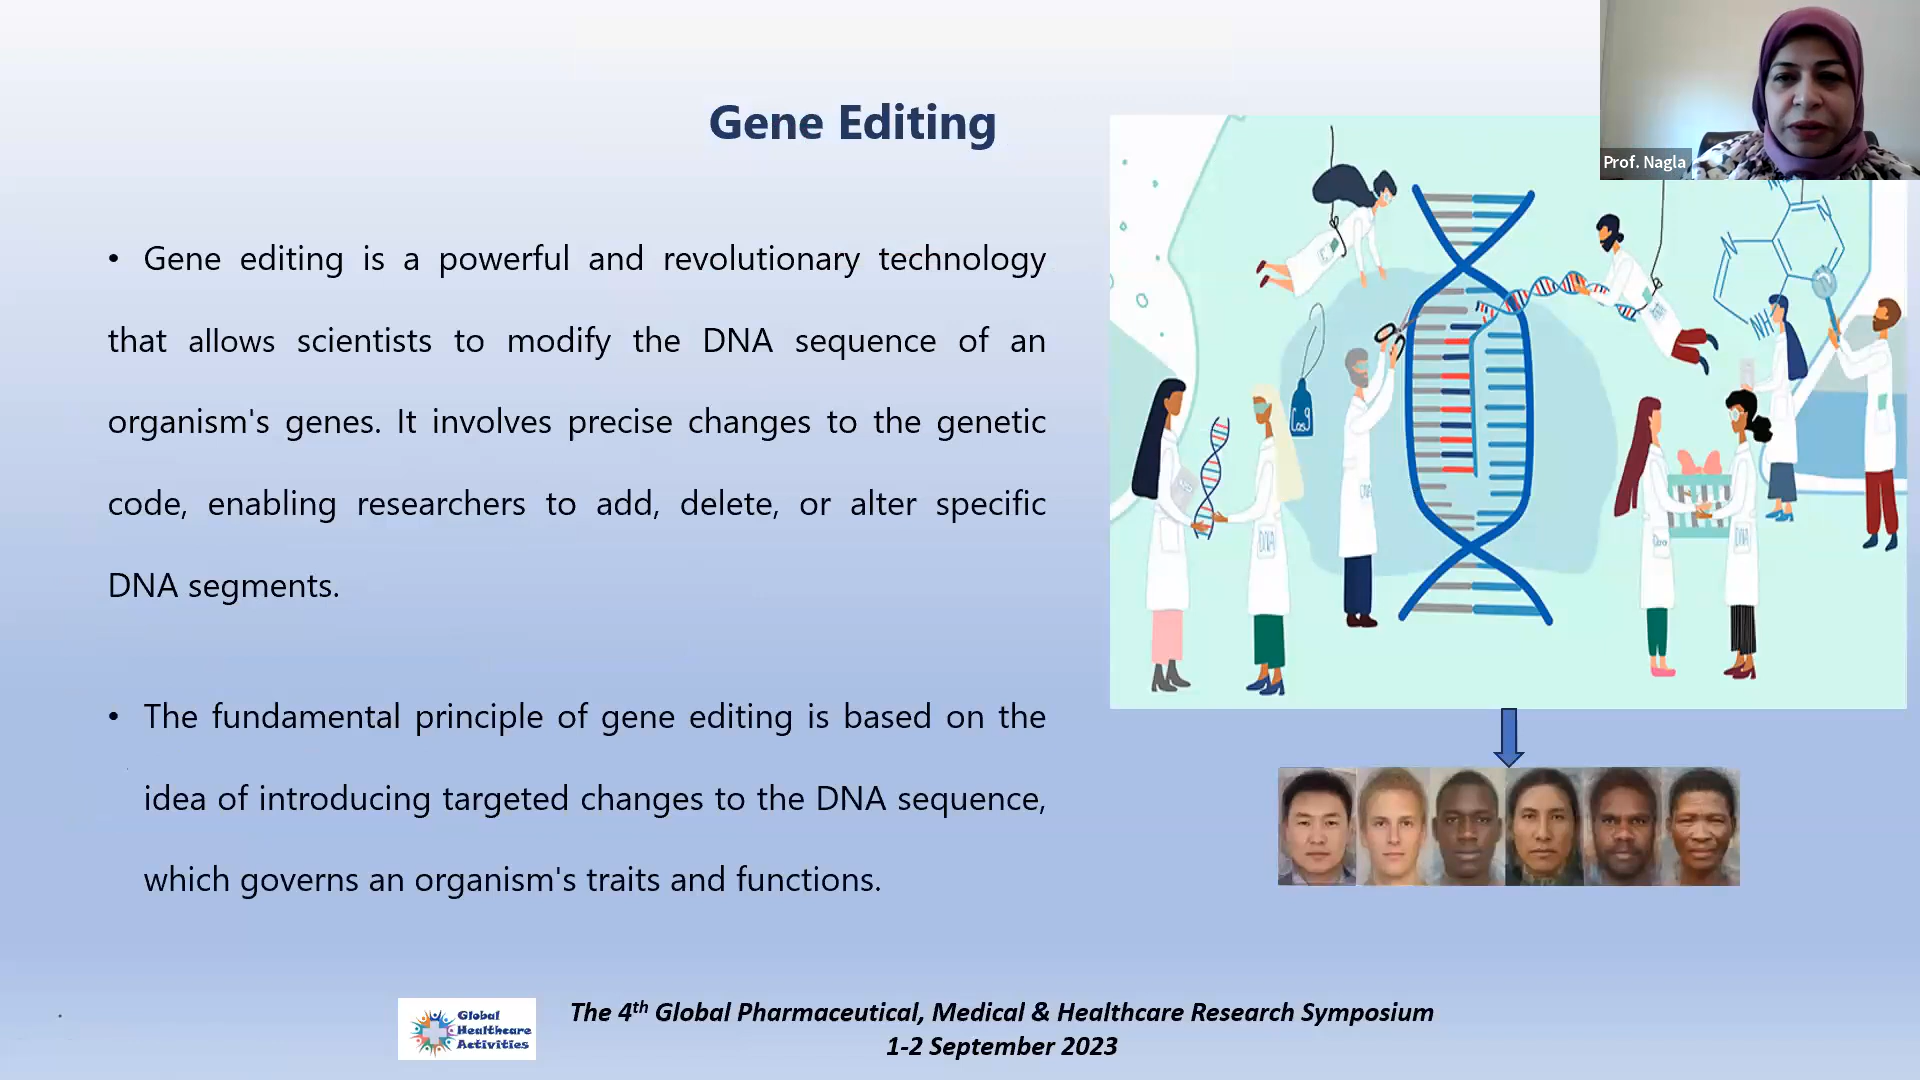 Gene Editing
Prof. Nagla
• Gene editing is a powerful and revolutionary technology
that allows scientists to modify the DNA sequence of an
organism's genes. It involves precise changes to the genetic
code, enabling researchers to add, delete, or alter specific
DNA segments.
• The fundamental principle of gene editing is based on the
idea of introducing targeted changes to the DNA sequence,
which governs an organism's traits and functions.
N
N
NH
Cas9
DNA
DNA
Global
Healthcare
Activities
The 4th Global Pharmaceutical, Medical & Healthcare Research Symposium
1-2 September 2023